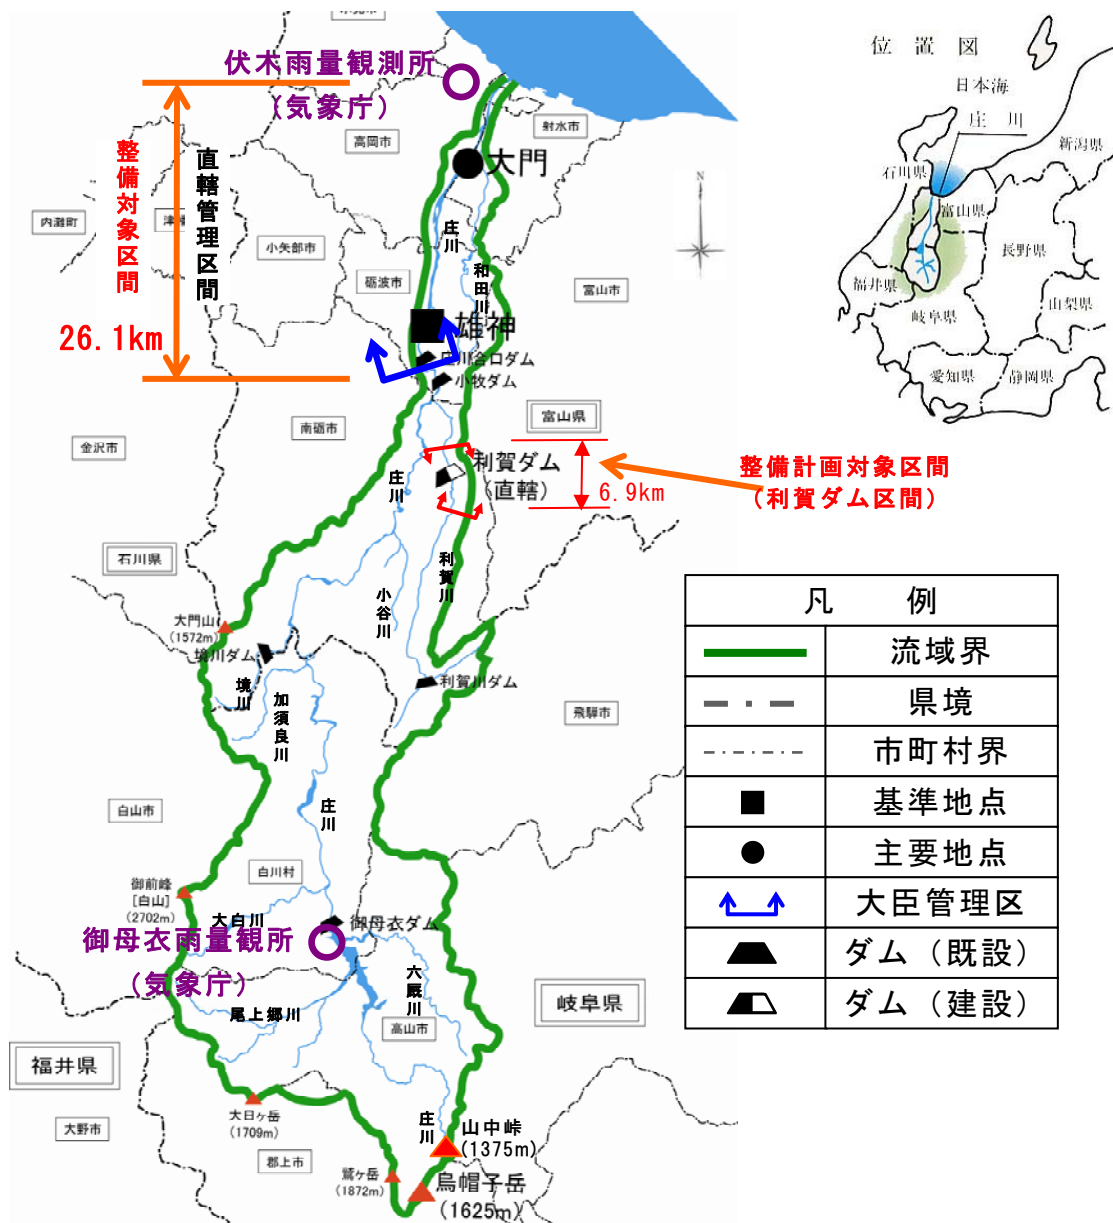 伏木雨量観測所
（気象庁）
高岡市
射水市
大門
整備対象区間
直轄管理区間
26.1km
内灘町
小矢部市
砺波市
庄川
和田川
富山市
N
雄神
庄川合口ダム
小牧ダム
富山県
南砺市
金沢市
利賀ダム
（直轄）
6.9km
整備計画対象区間
（利賀ダム区間）
庄川
石川県
利賀川
小谷川
大門山
(1572m)
境川ダム
境川
加須良川
利賀川ダム
飛騨市
白山市
庄川
白川村
御前峰
[白山]
(2702m)
大白川
御母衣ダム
御母衣雨量観所
（気象庁）
六厩川
尾上郷川
高山市
岐阜県
福井県
大野市
大日ヶ岳
(1709m)
庄川
山中峠
(1375m)
郡上市
鷲ヶ岳
(1872m)
烏帽子岳
(1625m)
位置図
日本海
庄川
新潟県
石川県
富山県
長野県
福井県
岐阜県
山梨県
愛知県
静岡県
凡例
流域界
県境
市町村界
基準地点
主要地点
大臣管理区
ダム（既設）
ダム（建設）